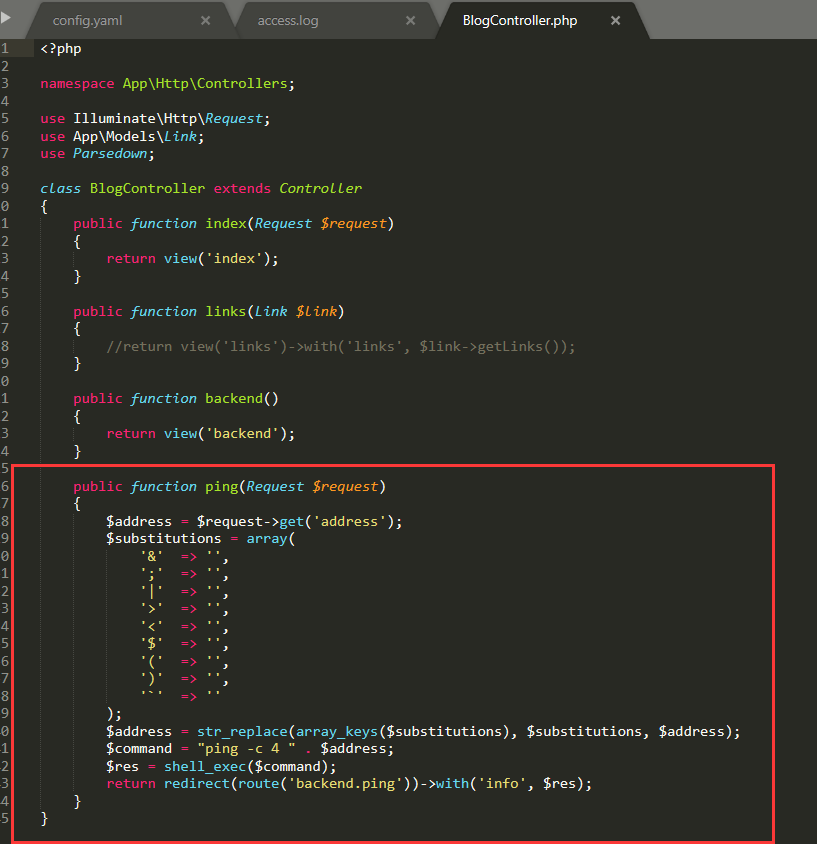 config.yaml × access.log × BlogController.php ×
1 <?php
2
3 namespace App\Http\Controllers;
4
5 use Illuminate\Http\Request;
6 use App\Models\Link;
7 use Parsedown;
8
9 class BlogController extends Controller
0 {
1 public function index(Request $request)
2 {
3 return view('index');
4 }
5
6 public function links(Link $link)
7 {
8 //return view('links')->with('links', $link->getLinks());
9 }
0
1 public function backend()
2 {
3 return view('backend');
4 }
5
6 public function ping(Request $request)
7 {
8 $address = $request->get('address');
9 $substitutions = array(
0 '&' => '',
1 ';' => '',
2 '|' => '',
3 '>' => '',
4 '<' => '',
5 '$' => '',
6 '(' => '',
7 ')' => '',
8 '`' => ''
9 );
0 $address = str_replace(array_keys($substitutions), $substitutions, $address);
1 $command = "ping -c 4 " . $address;
2 $res = shell_exec($command);
3 return redirect(route('backend.ping'))->with('info', $res);
4 }
5 }